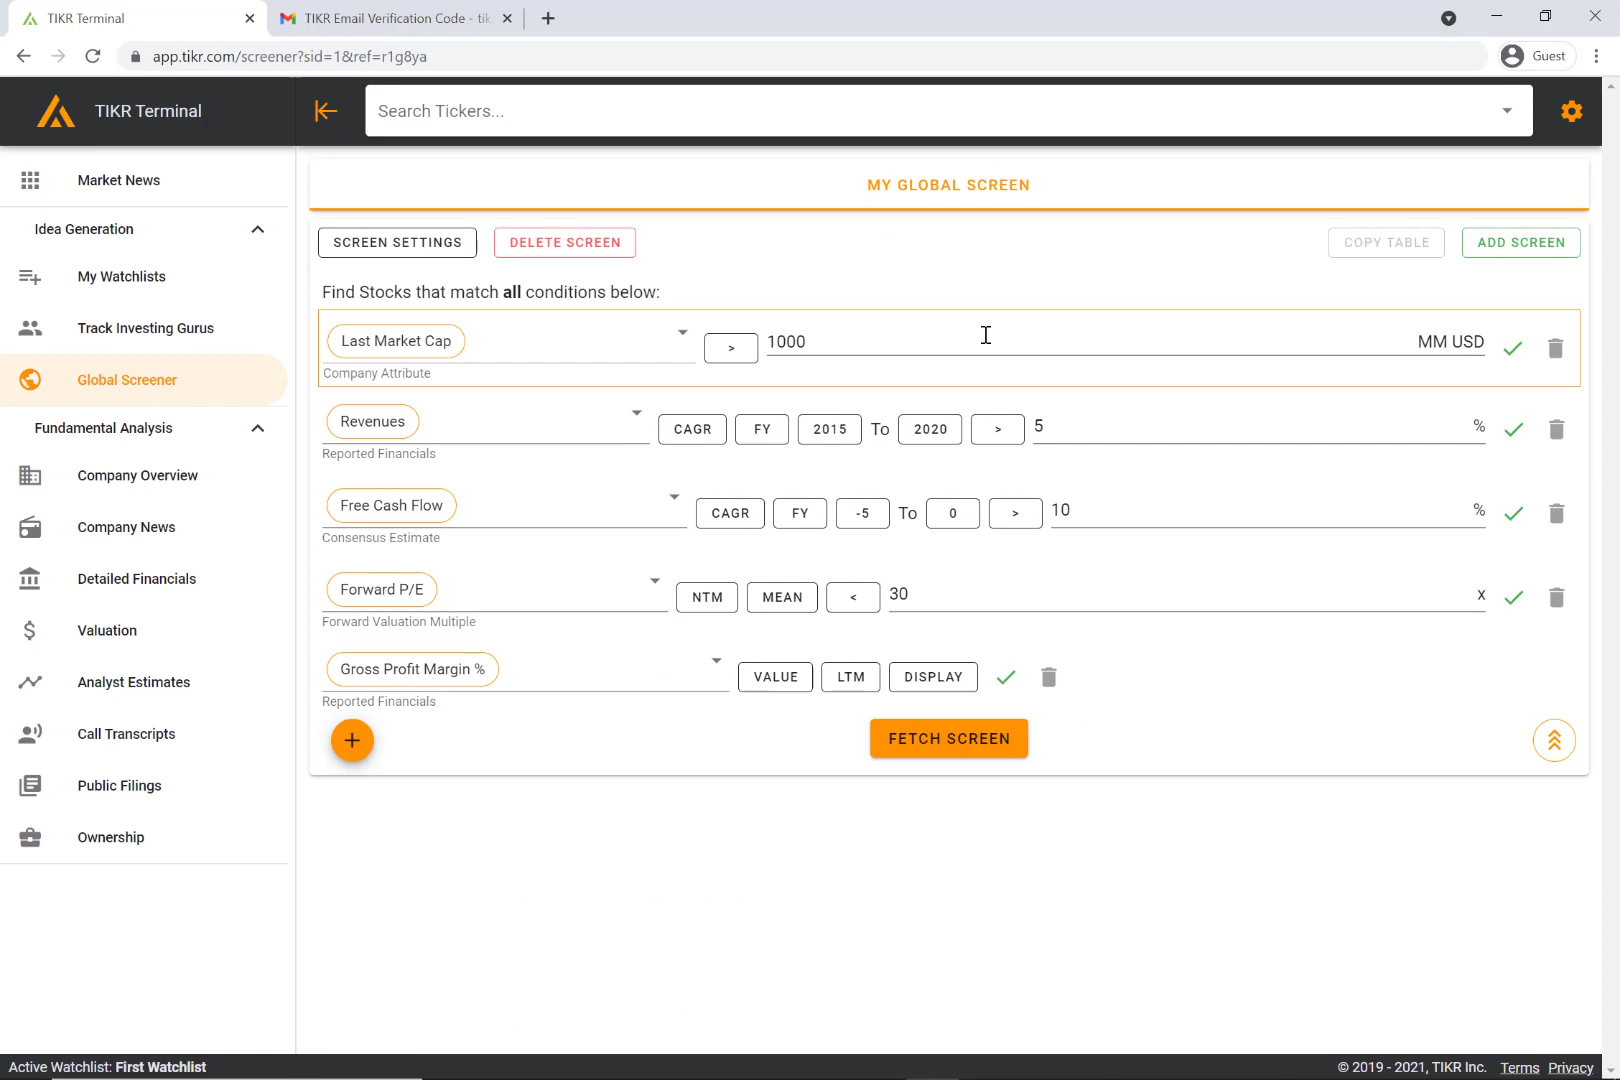 TIKR Terminal
TIKR Email Verification Code - tik
app.tikr.com/screener?sid=1&ref=r1g8ya
Guest
TIKR Terminal
Search Tickers...
Market News
Idea Generation
My Watchlists
Track Investing Gurus
Global Screener
Fundamental Analysis
Company Overview
Company News
Detailed Financials
Valuation
Analyst Estimates
Call Transcripts
Public Filings
Ownership
MY GLOBAL SCREEN
SCREEN SETTINGS DELETE SCREEN COPY TABLE ADD SCREEN
Find Stocks that match all conditions below:
Last Market Cap > 1000 MM USD
Company Attribute
Revenues CAGR FY 2015 To 2020 > 5 %
Reported Financials
Free Cash Flow CAGR FY -5 To 0 > 10 %
Consensus Estimate
Forward P/E NTM MEAN < 30 x
Forward Valuation Multiple
Gross Profit Margin % VALUE LTM DISPLAY
Reported Financials
+ FETCH SCREEN
Active Watchlist: First Watchlist
© 2019 - 2021, TIKR Inc. Terms Privacy